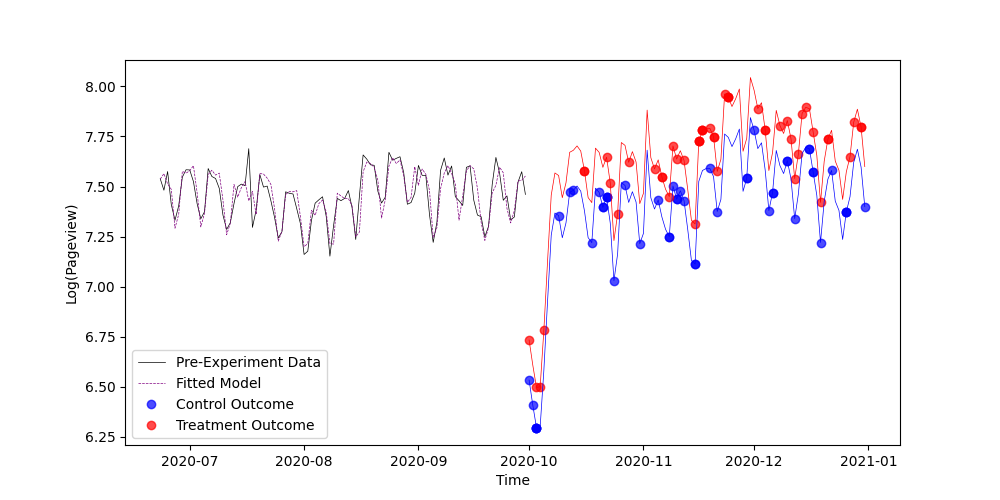 8.00
7.75
7.50
7.25
7.00
6.75
6.50
6.25
Log(Pageview)
Pre-Experiment Data
Fitted Model
Control Outcome
Treatment Outcome
2020-07 2020-08 2020-09 2020-10 2020-11 2020-12 2021-01
Time